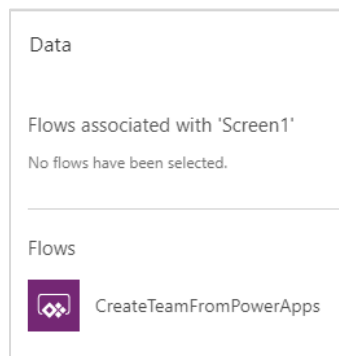 Data
Flows associated with 'Screen1'
No flows have been selected.
Flows
CreateTeamFromPowerApps